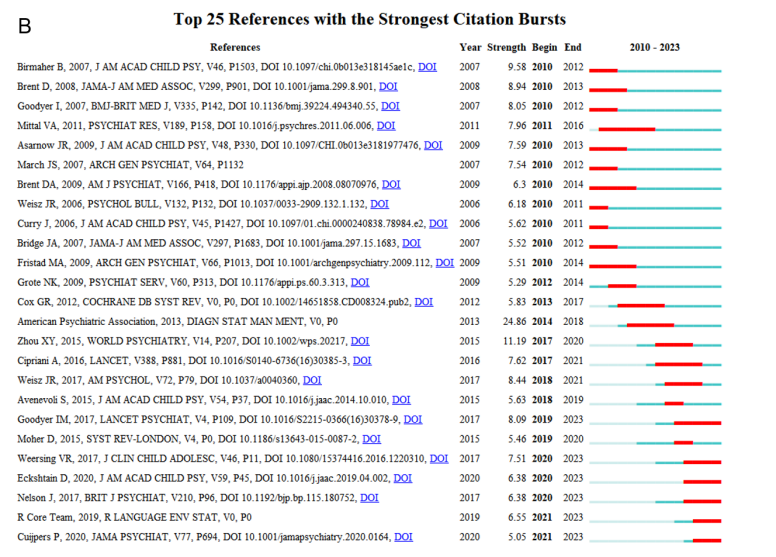 B
Top 25 References with the Strongest Citation Bursts
References Year Strength Begin End 2010 - 2023
Birmaher B, 2007, J AM ACAD CHILD PSY, V46, P1503, DOI 10.1097/chi.0b013e318145ae1c, DOI 2007 9.58 2010 2012
Brent D, 2008, JAMA-J AM MED ASSOC, V299, P901, DOI 10.1001/jama.299.8.901, DOI 2008 8.94 2010 2013
Goodyer I, 2007, BMJ-BRIT MED J, V335, P142, DOI 10.1136/bmj.39224.494340.55, DOI 2007 8.05 2010 2012
Mittal VA, 2011, PSYCHIAT RES, V189, P158, DOI 10.1016/j.psychres.2011.06.006, DOI 2011 7.96 2011 2016
Asarnow JR, 2009, J AM ACAD CHILD PSY, V48, P330, DOI 10.1097/CHI.0b013e3181977476, DOI 2009 7.59 2010 2013
March JS, 2007, ARCH GEN PSYCHIAT, V64, P1132 2007 7.54 2010 2012
Brent DA, 2009, AM J PSYCHIAT, V166, P418, DOI 10.1176/appi.ajp.2008.08070976, DOI 2009 6.3 2010 2014
Weisz JR, 2006, PSYCHOL BULL, V132, P132, DOI 10.1037/0033-2909.132.1.132, DOI 2006 6.18 2010 2011
Curry J, 2006, J AM ACAD CHILD PSY, V45, P1427, DOI 10.1097/01.chi.0000240838.78984.e2, DOI 2006 5.62 2010 2011
Bridge JA, 2007, JAMA-J AM MED ASSOC, V297, P1683, DOI 10.1001/jama.297.15.1683, DOI 2007 5.52 2010 2012
Fristad MA, 2009, ARCH GEN PSYCHIAT, V66, P1013, DOI 10.1001/archgenpsychiatry.2009.112, DOI 2009 5.51 2010 2014
Grote NK, 2009, PSYCHIAT SERV, V60, P313, DOI 10.1176/appi.ps.60.3.313, DOI 2009 5.29 2012 2014
Cox GR, 2012, COCHRANE DB SYST REV, V0, P0, DOI 10.1002/14651858.CD008324.pub2, DOI 2012 5.83 2013 2017
American Psychiatric Association, 2013, DIAGN STAT MAN MENT, V0, P0 2013 24.86 2014 2018
Zhou XY, 2015, WORLD PSYCHIATRY, V14, P207, DOI 10.1002/wps.20217, DOI 2015 11.19 2017 2020
Cipriani A, 2016, LANCET, V388, P881, DOI 10.1016/S0140-6736(16)30385-3, DOI 2016 7.62 2017 2021
Weisz JR, 2017, AM PSYCHOL, V72, P79, DOI 10.1037/a0040360, DOI 2017 8.44 2018 2021
Avenevoli S, 2015, J AM ACAD CHILD PSY, V54, P37, DOI 10.1016/j.jaac.2014.10.010, DOI 2015 5.63 2018 2019
Goodyer IM, 2017, LANCET PSYCHIAT, V4, P109, DOI 10.1016/S2215-0366(16)30378-9, DOI 2017 8.09 2019 2023
Moher D, 2015, SYST REV-LONDON, V4, P0, DOI 10.1186/s13643-015-0087-2, DOI 2015 5.46 2019 2020
Weersing VR, 2017, J CLIN CHILD ADOLESC, V46, P11, DOI 10.1080/15374416.2016.1220310, DOI 2017 7.51 2020 2023
Eckshtain D, 2020, J AM ACAD CHILD PSY, V59, P45, DOI 10.1016/j.jaac.2019.04.002, DOI 2020 6.38 2020 2023
Nelson J, 2017, BRIT J PSYCHIAT, V210, P96, DOI 10.1192/bjp.bp.115.180752, DOI 2017 6.38 2020 2023
R Core Team, 2019, R LANGUAGE ENV STAT, V0, P0 2019 6.55 2021 2023
Cuijpers P, 2020, JAMA PSYCHIAT, V77, P694, DOI 10.1001/jamapsychiatry.2020.0164, DOI 2020 5.05 2021 2023